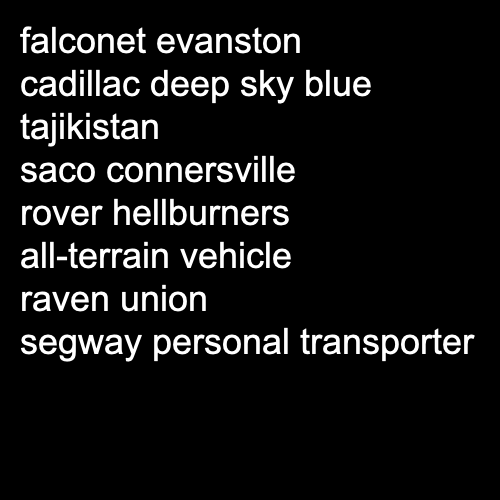 falconet evanston
cadillac deep sky blue
tajikistan
saco connersville
rover hellburners
all-terrain vehicle
raven union
segway personal transporter